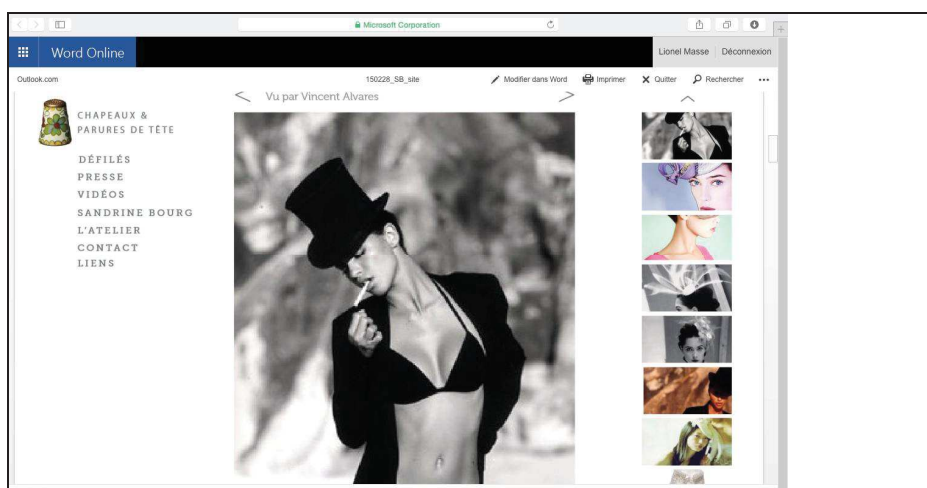 Microsoft Corporation
Word Online
Lionel Masse
Déconnexion
Outlook.com
150228_SB_site
Modifier dans Word
Imprimer
Quitter
Rechercher
Vu par Vincent Alvares
CHAPEAUX &
PARURES DE TÊTE
DÉFILÉS
PRESSE
VIDÉOS
SANDRINE BOURG
L'ATELIER
CONTACT
LIENS